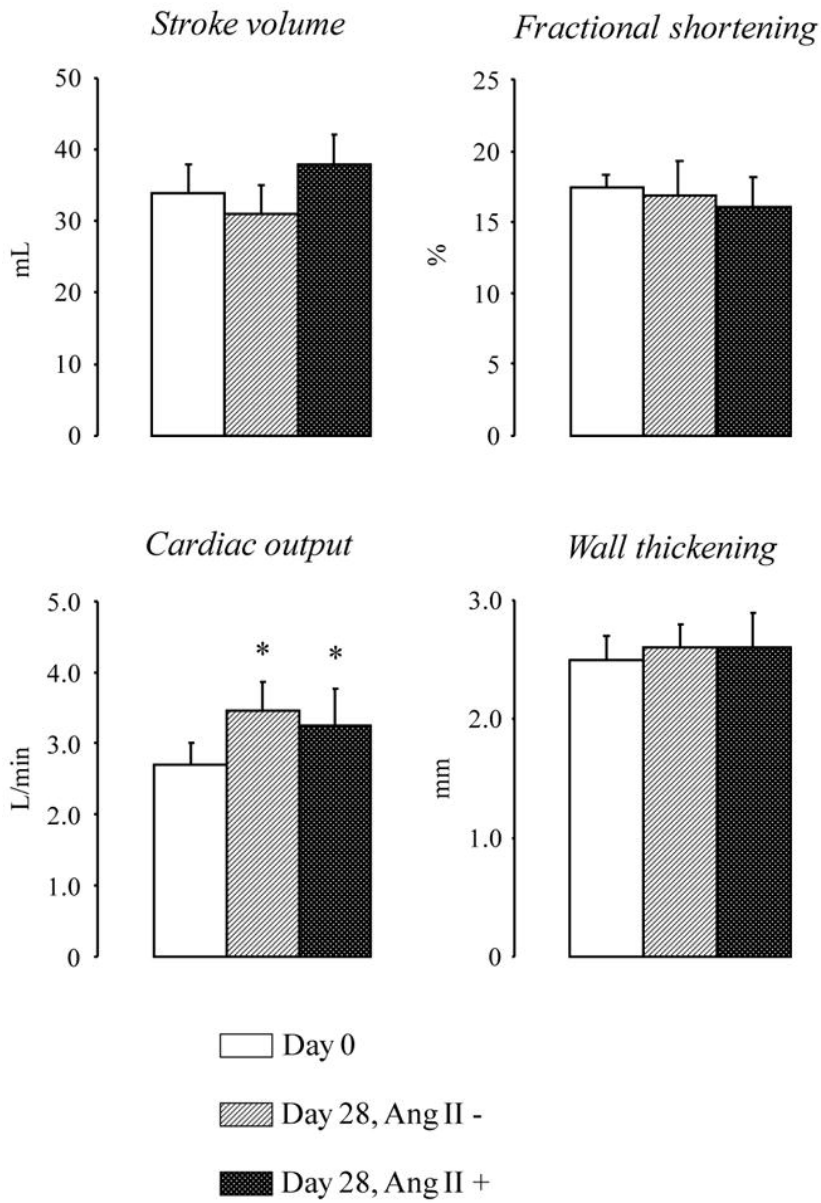 Stroke volume
50
40
30
20
10
0
mL
Fractional shortening
25
20
15
10
5
0
%
Cardiac output
5.0
4.0
3.0
2.0
1.0
0
L/min
*
*
Wall thickening
3.0
2.0
1.0
0
mm
Day 0
Day 28, Ang II -
Day 28, Ang II +